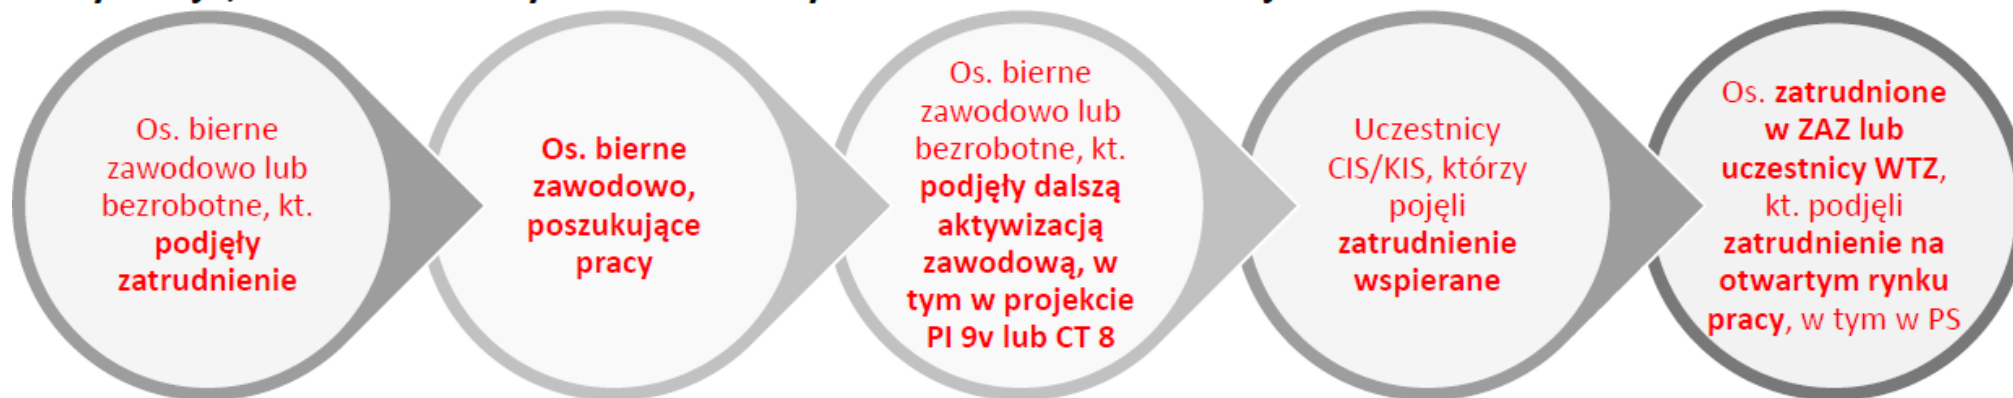 Os. bierne
zawodowo lub
bezrobotne, kt.
podjęły
zatrudnienie
Os. bierne
zawodowo,
poszukujące
pracy
Os. bierne
zawodowo lub
bezrobotne, kt.
podjęły dalszą
aktywizacją
zawodową, w
tym w projekcie
PI 9v lub CT 8
Uczestnicy
CIS/KIS, którzy
pojęli
zatrudnienie
wspierane
Os. zatrudnione
w ZAZ lub
uczestnicy WTZ,
kt. podjęli
zatrudnienie na
otwartym rynku
pracy, w tym w PS